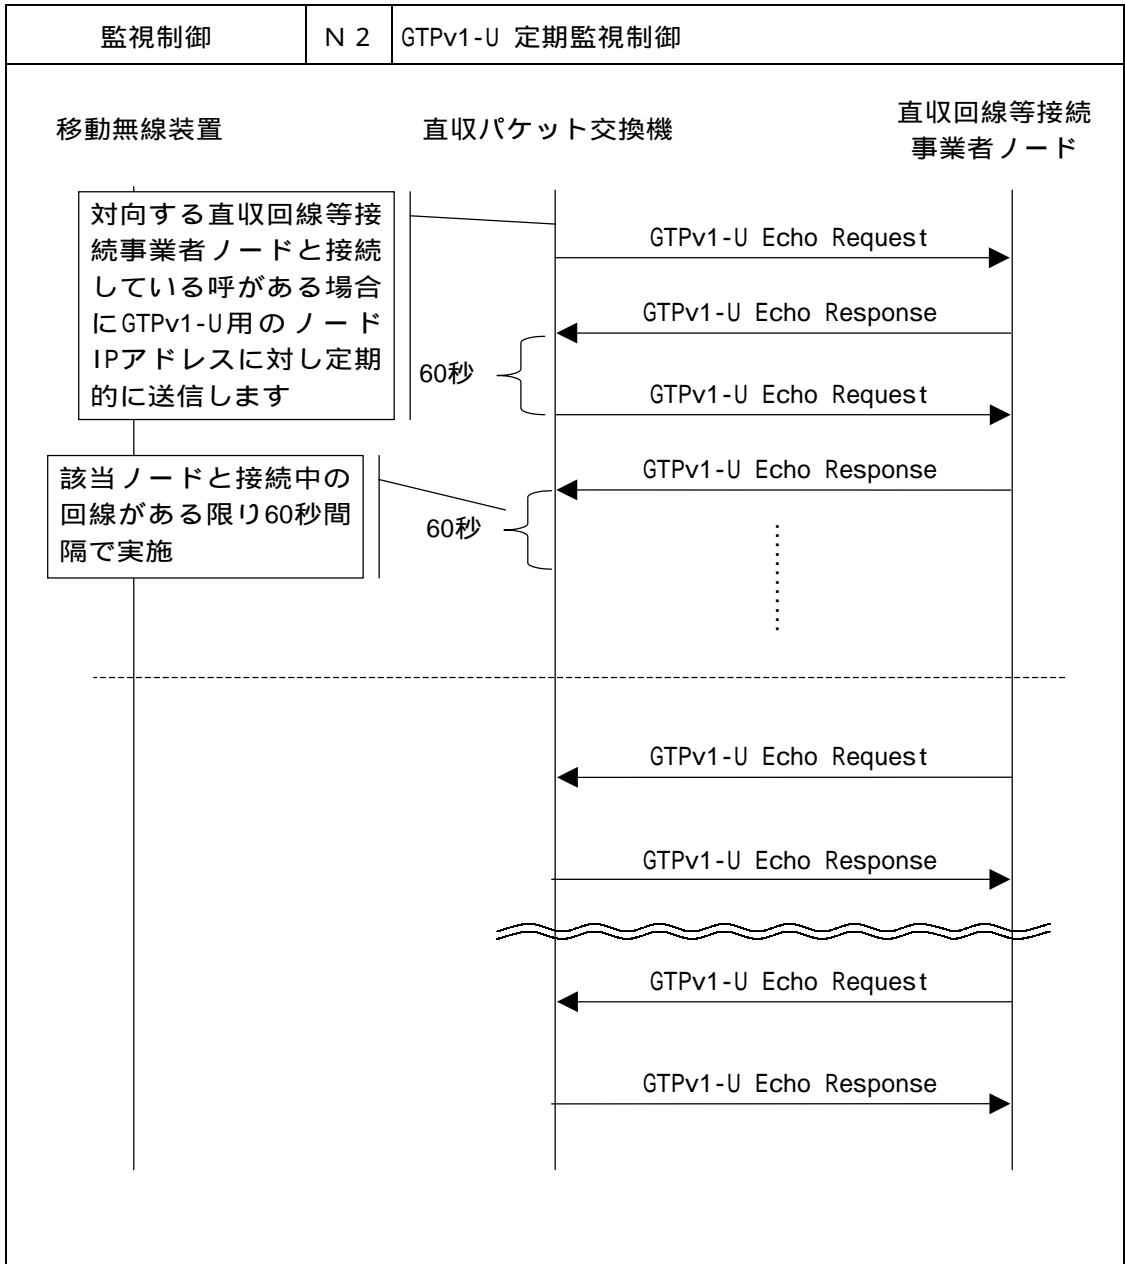 監視制御
Ｎ２
GTPv1-U 定期監視制御
移動無線装置
直収パケット交換機
直収回線等接続
事業者ノード
対向する直収回線等接
続事業者ノードと接続
している呼がある場合
にGTPv1-U用のノード
IPアドレスに対し定期
的に送信します
GTPv1-U Echo Request
GTPv1-U Echo Response
60秒
GTPv1-U Echo Request
該当ノードと接続中の
回線がある限り60秒間
隔で実施
GTPv1-U Echo Response
60秒
GTPv1-U Echo Request
GTPv1-U Echo Response
GTPv1-U Echo Request
GTPv1-U Echo Response